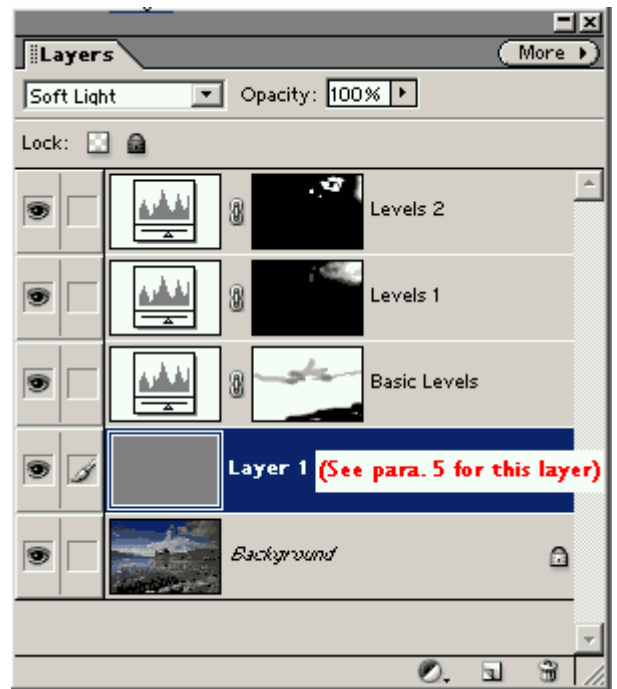 Layers
More
Soft Light
Opacity: 100%
Lock:
Levels 2
Levels 1
Basic Levels
Layer 1 (See para. 5 for this layer)
Background